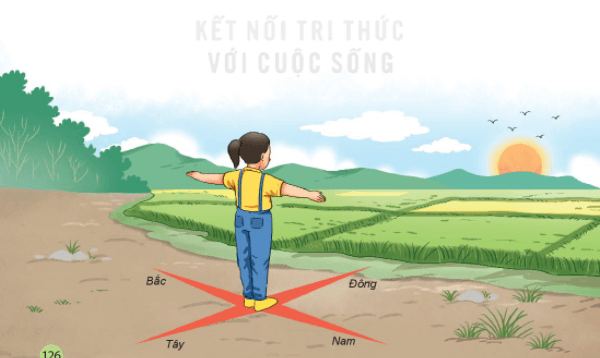 KẾT NỐI TRI THỨC
VỚI CUỘC SỐNG
Bắc
Đông
Tây
Nam
126